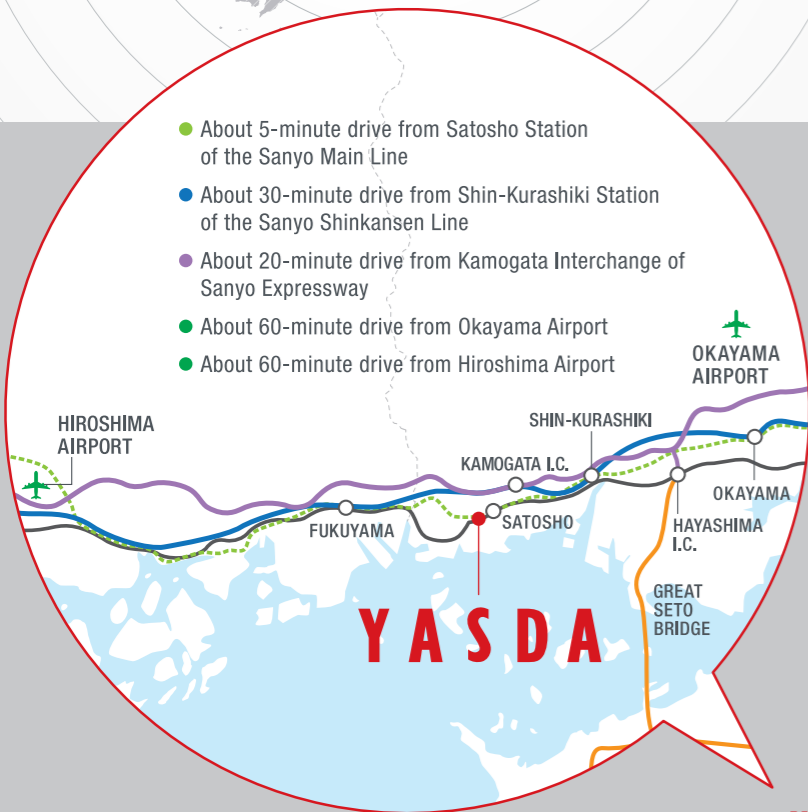 About 5-minute drive from Satosho Station
of the Sanyo Main Line
About 30-minute drive from Shin-Kurashiki Station
of the Sanyo Shinkansen Line
About 20-minute drive from Kamogata Interchange of
Sanyo Expressway
About 60-minute drive from Okayama Airport
About 60-minute drive from Hiroshima Airport
OKAYAMA
AIRPORT
HIROSHIMA
AIRPORT
SHIN-KURASHIKI
KAMOGATA I.C.
OKAYAMA
FUKUYAMA
SATOSHO
HAYASHIMA
I.C.
GREAT
SETO
BRIDGE
YASDA